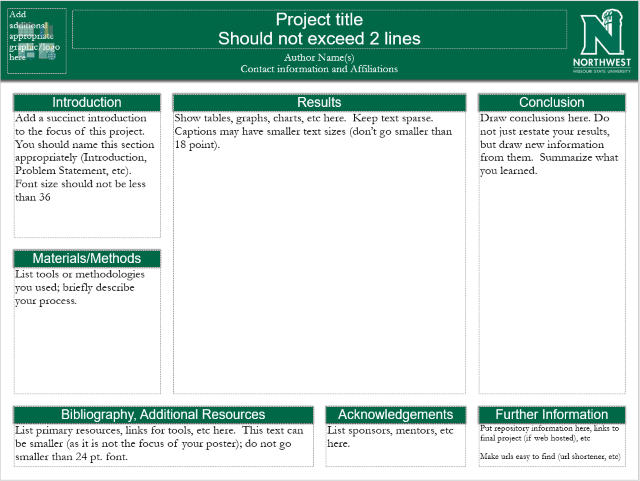 Add
additional
appropriate
graphic/logo
here
Project title
Should not exceed 2 lines
Author Name(s)
Contact information and Affiliations
N
NORTHWEST
MISSOURI STATE UNIVERSITY
Introduction
Add a succinct introduction
to the focus of this project.
You should name this section
appropriately (Introduction,
Problem Statement, etc).
Font size should not be less
than 36
Materials/Methods
List tools or methodologies
you used; briefly describe
your process.
Results
Show tables, graphs, charts, etc here.  Keep text sparse.
Captions may have smaller text sizes (don't go smaller than
18 point).
Conclusion
Draw conclusions here. Do
not just restate your results,
but draw new information
from them.  Summarize what
you learned.
Bibliography, Additional Resources
List primary resources, links for tools, etc here.  This text can
be smaller (as it is not the focus of your poster); do not go
smaller than 24 pt. font.
Acknowledgements
List sponsors, mentors, etc
here.
Further Information
Put repository information here, links to
final project (if web hosted), etc
Make urls easy to find (url shortener, etc)